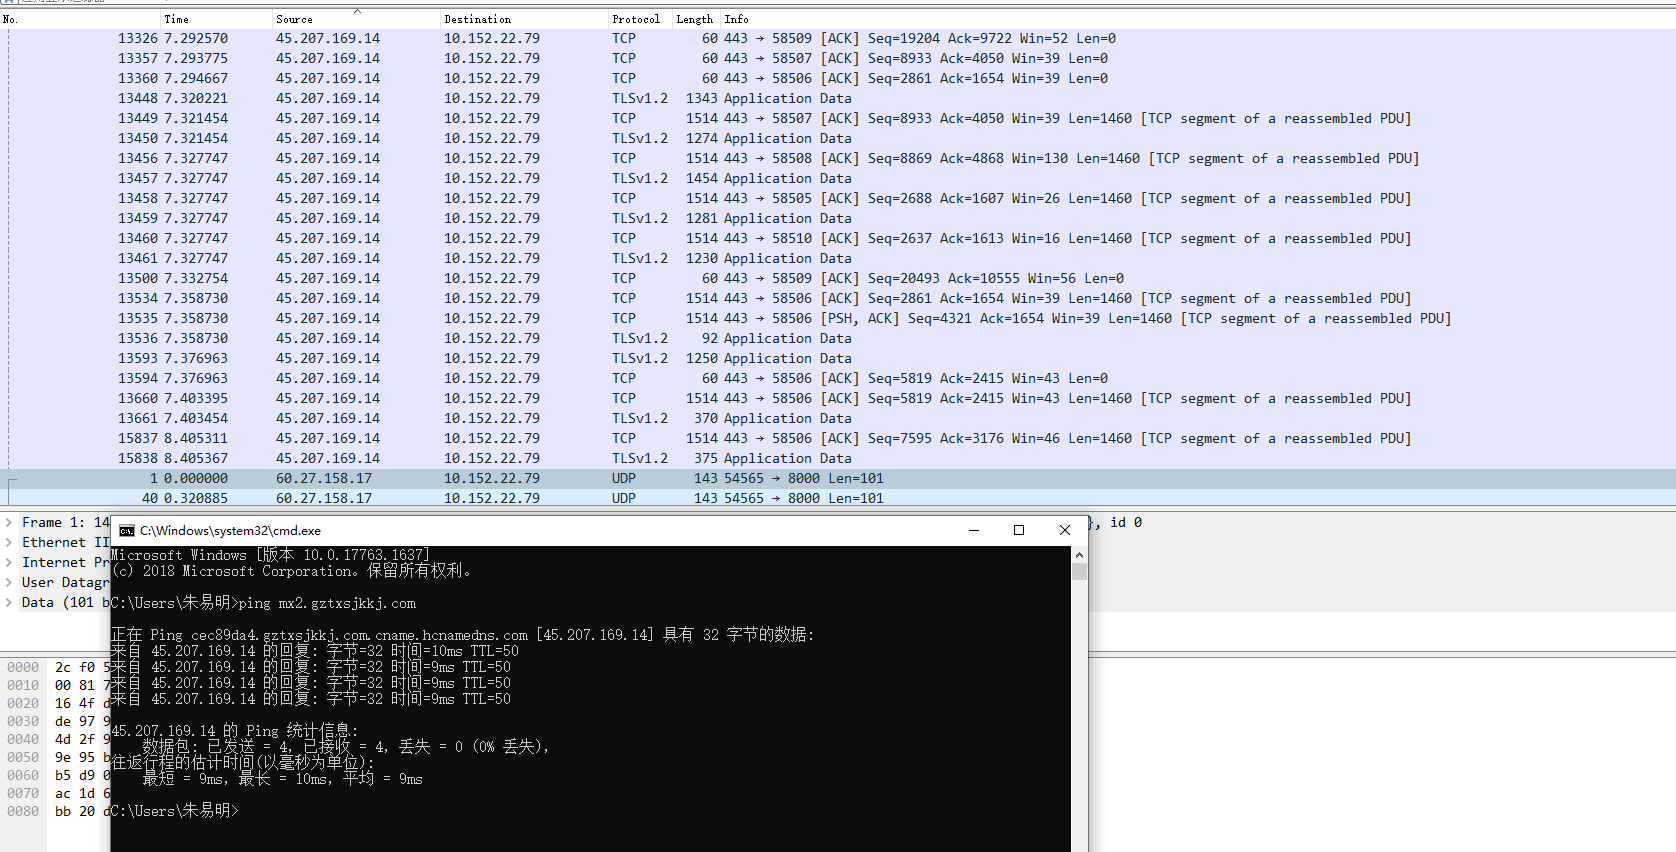 No. Time Source Destination Protocol Length Info
13326 7.292570 45.207.169.14 10.152.22.79 TCP 60 443 → 58509 [ACK] Seq=19204 Ack=9722 Win=52 Len=0
13357 7.293775 45.207.169.14 10.152.22.79 TCP 60 443 → 58507 [ACK] Seq=8933 Ack=4050 Win=39 Len=0
13360 7.294667 45.207.169.14 10.152.22.79 TCP 60 443 → 58506 [ACK] Seq=2861 Ack=1654 Win=39 Len=0
13448 7.320221 45.207.169.14 10.152.22.79 TLSv1.2 1343 Application Data
13449 7.321454 45.207.169.14 10.152.22.79 TCP 1514 443 → 58507 [ACK] Seq=8933 Ack=4050 Win=39 Len=1460 [TCP segment of a reassembled PDU]
13450 7.321454 45.207.169.14 10.152.22.79 TLSv1.2 1274 Application Data
13456 7.327747 45.207.169.14 10.152.22.79 TCP 1514 443 → 58508 [ACK] Seq=8869 Ack=4868 Win=130 Len=1460 [TCP segment of a reassembled PDU]
13457 7.327747 45.207.169.14 10.152.22.79 TLSv1.2 1454 Application Data
13458 7.327747 45.207.169.14 10.152.22.79 TCP 1514 443 → 58505 [ACK] Seq=2688 Ack=1607 Win=26 Len=1460 [TCP segment of a reassembled PDU]
13459 7.327747 45.207.169.14 10.152.22.79 TLSv1.2 1281 Application Data
13460 7.327747 45.207.169.14 10.152.22.79 TCP 1514 443 → 58510 [ACK] Seq=2637 Ack=1613 Win=16 Len=1460 [TCP segment of a reassembled PDU]
13461 7.327747 45.207.169.14 10.152.22.79 TLSv1.2 1230 Application Data
13500 7.332754 45.207.169.14 10.152.22.79 TCP 60 443 → 58509 [ACK] Seq=20493 Ack=10555 Win=56 Len=0
13534 7.358730 45.207.169.14 10.152.22.79 TCP 1514 443 → 58506 [ACK] Seq=2861 Ack=1654 Win=39 Len=1460 [TCP segment of a reassembled PDU]
13535 7.358730 45.207.169.14 10.152.22.79 TCP 1514 443 → 58506 [PSH, ACK] Seq=4321 Ack=1654 Win=39 Len=1460 [TCP segment of a reassembled PDU]
13536 7.358730 45.207.169.14 10.152.22.79 TLSv1.2 92 Application Data
13593 7.376963 45.207.169.14 10.152.22.79 TLSv1.2 1250 Application Data
13594 7.376963 45.207.169.14 10.152.22.79 TCP 60 443 → 58506 [ACK] Seq=5819 Ack=2415 Win=43 Len=0
13660 7.403395 45.207.169.14 10.152.22.79 TCP 1514 443 → 58506 [ACK] Seq=5819 Ack=2415 Win=43 Len=1460 [TCP segment of a reassembled PDU]
13661 7.403454 45.207.169.14 10.152.22.79 TLSv1.2 370 Application Data
15837 8.405311 45.207.169.14 10.152.22.79 TCP 1514 443 → 58506 [ACK] Seq=7595 Ack=3176 Win=46 Len=1460 [TCP segment of a reassembled PDU]
15838 8.405367 45.207.169.14 10.152.22.79 TLSv1.2 375 Application Data
1 0.000000 60.27.158.17 10.152.22.79 UDP 143 54565 → 8000 Len=101
40 0.320885 60.27.158.17 10.152.22.79 UDP 143 54565 → 8000 Len=101
Frame 1: 14 }, id 0
Ethernet II
Internet Pr
User Datagr
Data (101 b
0000 2c f0 5
0010 00 81 7
0020 16 4f d
0030 de 97 9
0040 4d 2f 9
0050 9e 95 b
0060 b5 d9 0
0070 ac 1d 6
0080 bb 20 d
C:\Windows\system32\cmd.exe
Microsoft Windows [版本 10.0.17763.1637]
(c) 2018 Microsoft Corporation。保留所有权利。
C:\Users\朱易明>ping mx2.gztxsjkkj.com
正在 Ping cec89da4.gztxsjkkj.com.cname.hcnamedns.com [45.207.169.14] 具有 32 字节的数据:
来自 45.207.169.14 的回复: 字节=32 时间=10ms TTL=50
来自 45.207.169.14 的回复: 字节=32 时间=9ms TTL=50
来自 45.207.169.14 的回复: 字节=32 时间=9ms TTL=50
来自 45.207.169.14 的回复: 字节=32 时间=9ms TTL=50
45.207.169.14 的 Ping 统计信息:
数据包: 已发送 = 4，已接收 = 4，丢失 = 0 (0% 丢失)，
往返行程的估计时间(以毫秒为单位):
最短 = 9ms，最长 = 10ms，平均 = 9ms
C:\Users\朱易明>